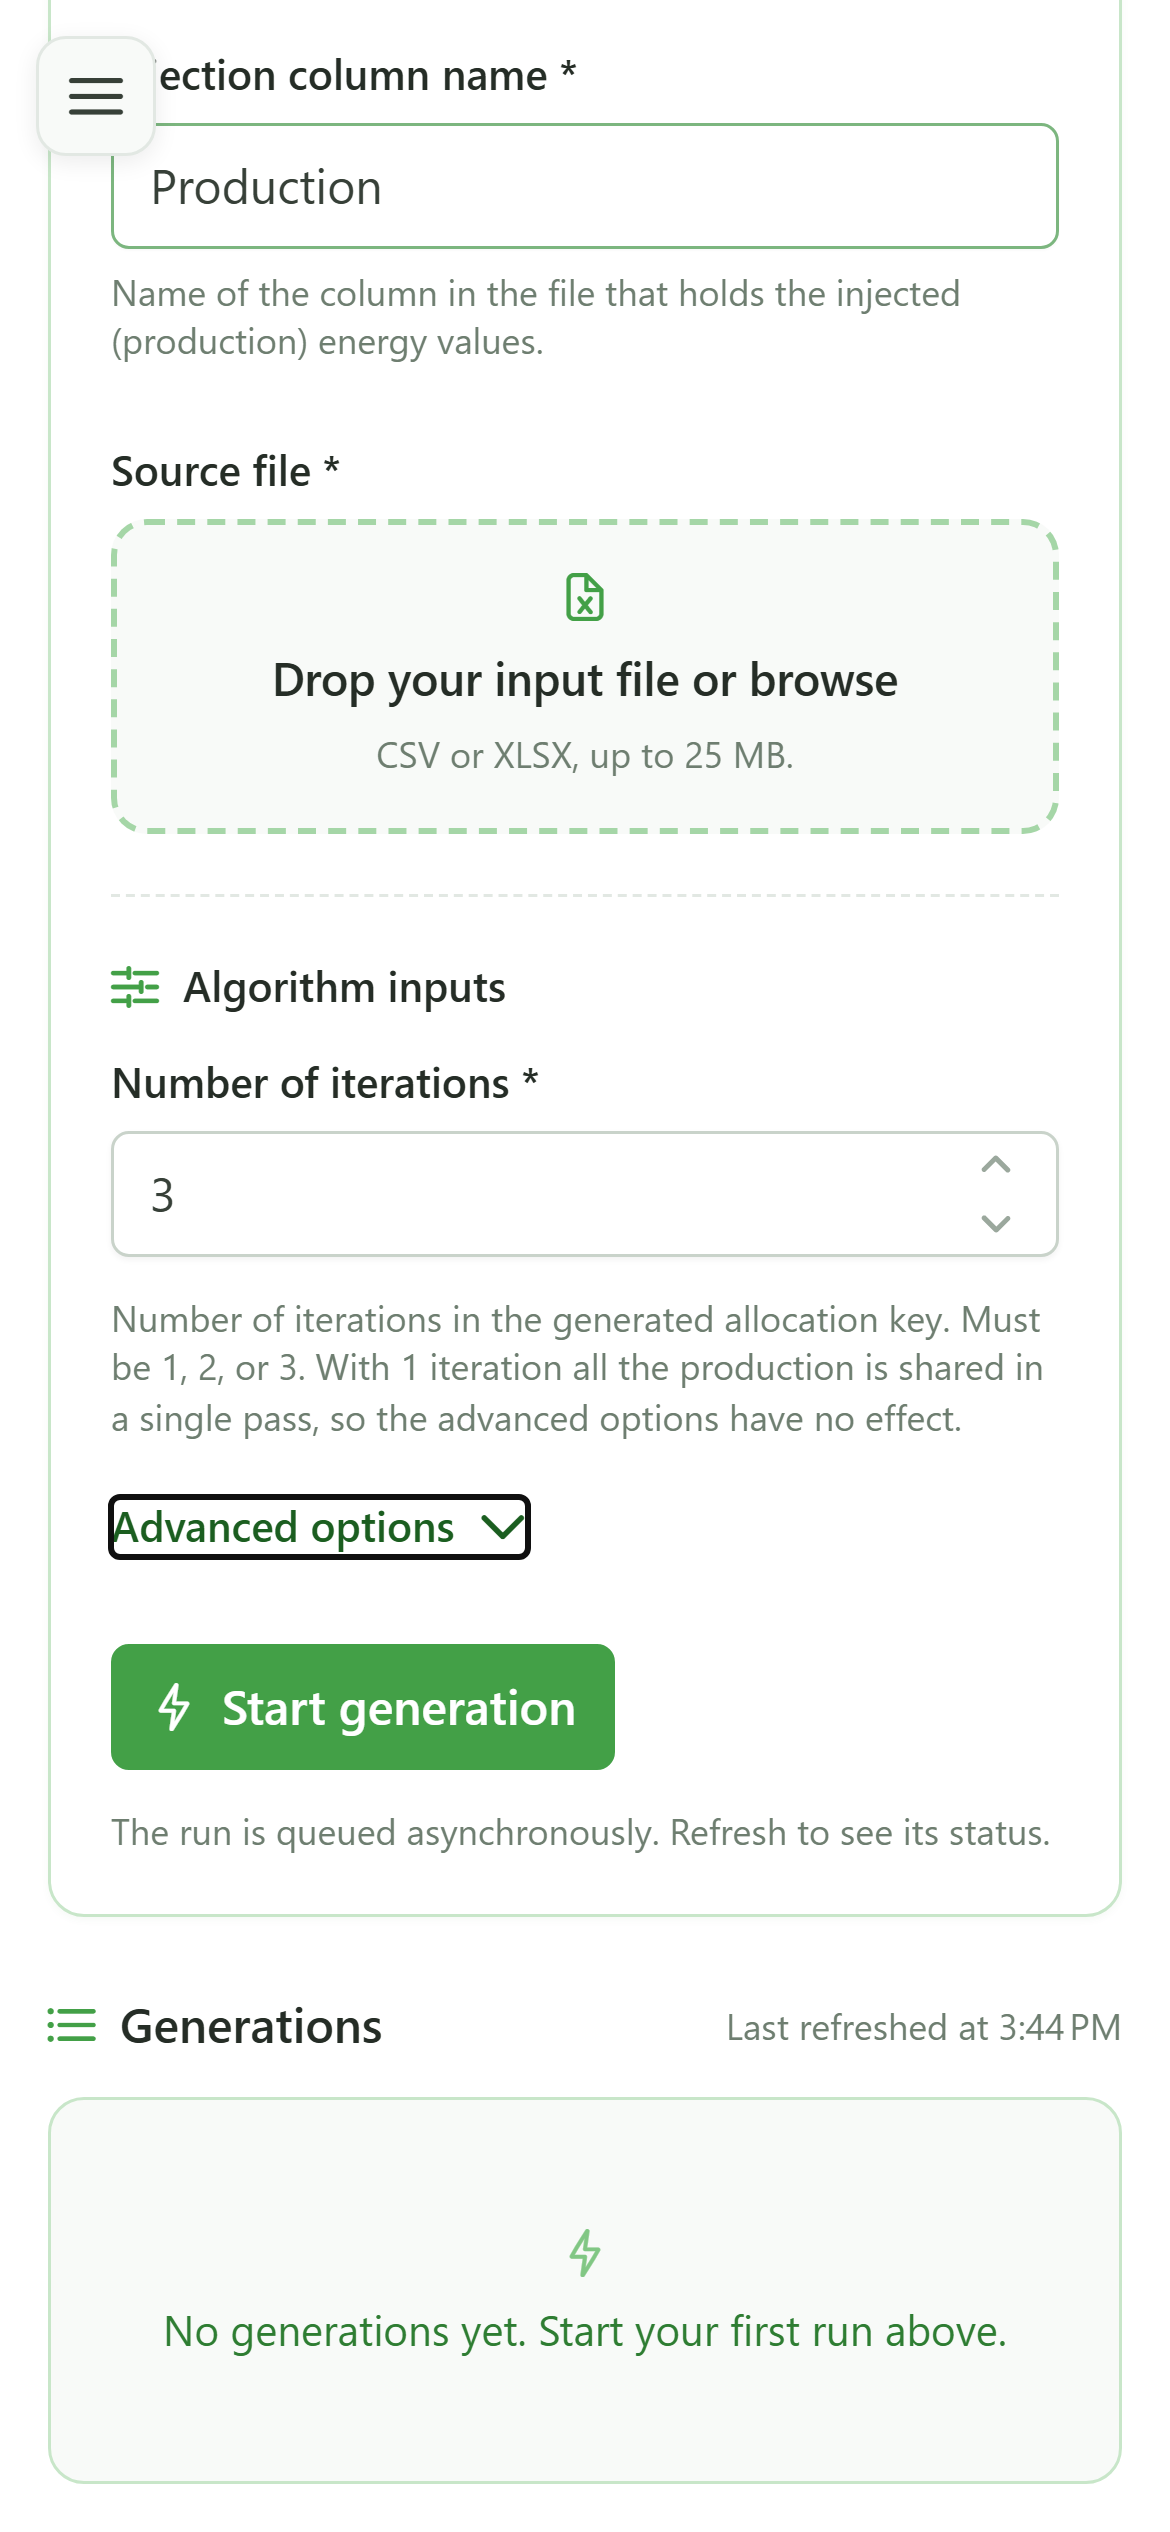 ection column name *
Production
Name of the column in the file that holds the injected
(production) energy values.
Source file *
Drop your input file or browse
CSV or XLSX, up to 25 MB.
Algorithm inputs
Number of iterations *
3
Number of iterations in the generated allocation key. Must
be 1, 2, or 3. With 1 iteration all the production is shared in
a single pass, so the advanced options have no effect.
Advanced options
Start generation
The run is queued asynchronously. Refresh to see its status.
Generations
Last refreshed at 3:44 PM
No generations yet. Start your first run above.